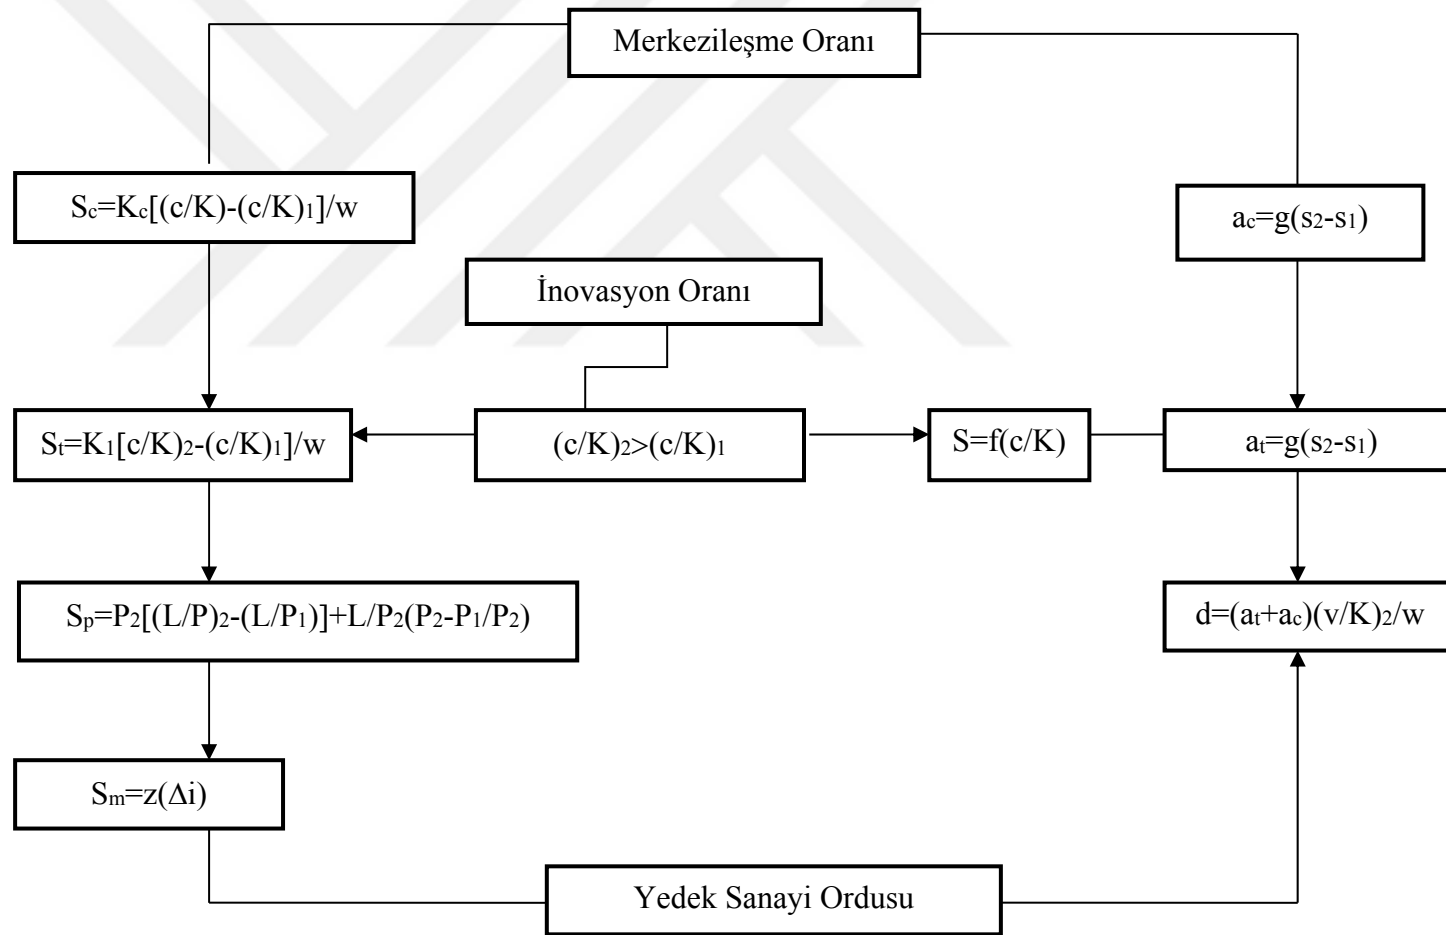 Merkezileşme Oranı
Sc=Kc[(c/K)-(c/K)1]/w
ac=g(s2-s1)
İnovasyon Oranı
St=K1[c/K)2-(c/K)1]/w
(c/K)2>(c/K)1
S=f(c/K)
at=g(s2-s1)
Sp=P2[(L/P)2-(L/P1)]+L/P2(P2-P1/P2)
d=(at+ac)(v/K)2/w
Sm=z(Δi)
Yedek Sanayi Ordusu